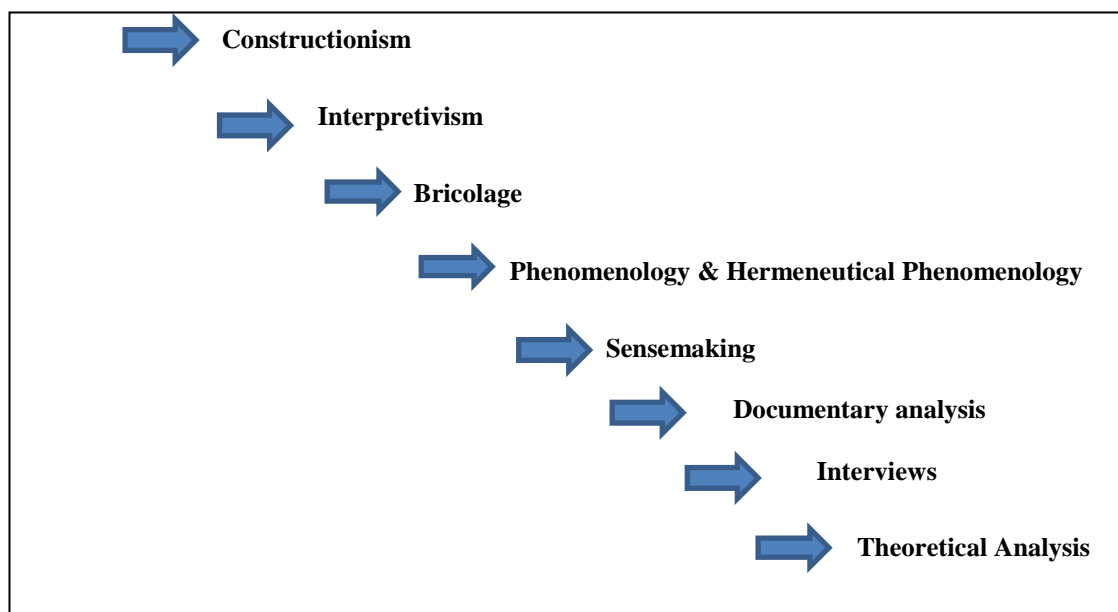 Constructionism
Interpretivism
Bricolage
Phenomenology & Hermeneutical Phenomenology
Sensemaking
Documentary analysis
Interviews
Theoretical Analysis